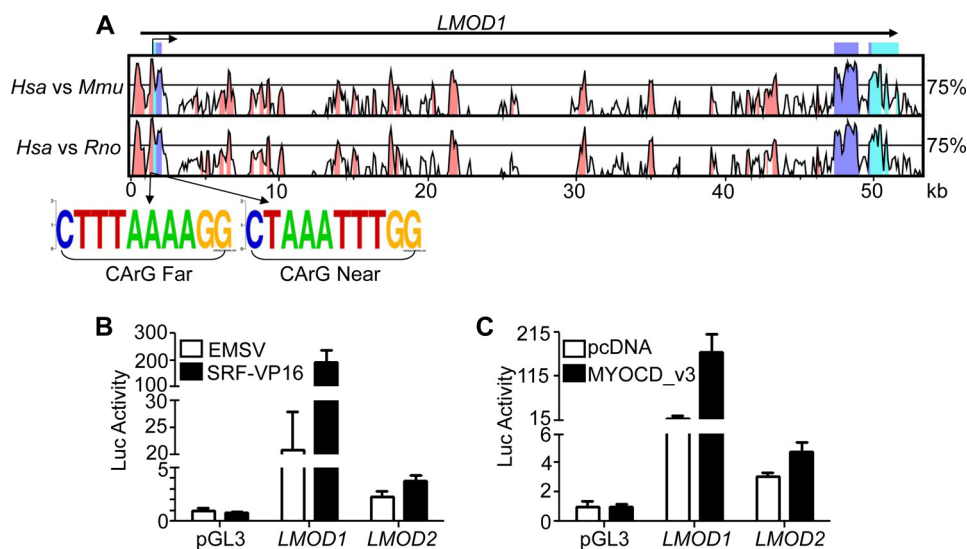 A
LMOD1
Hsa vs Mmu
75%
Hsa vs Rno
75%
0 10 20 30 40 50 kb
CTTTAAAAGG
CTAAATTTGG
CArG Far
CArG Near
B
Luc Activity
300
200
100
30
20
5
0
EMSV
SRF-VP16
pGL3 LMOD1 LMOD2
C
Luc Activity
215
115
15
6
4
2
0
pcDNA
MYOCD_v3
pGL3 LMOD1 LMOD2